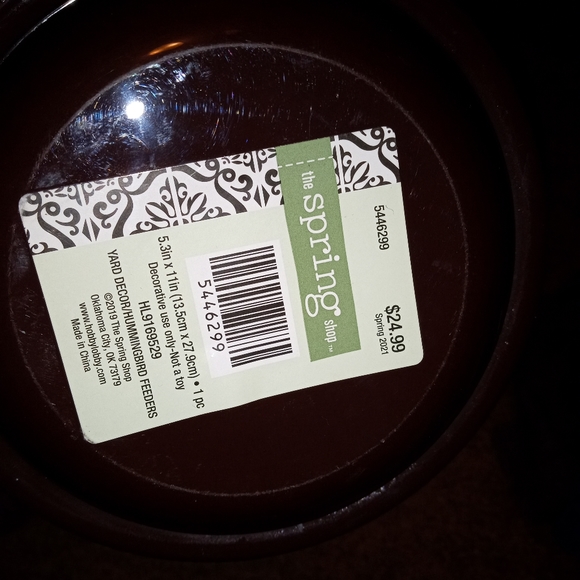 5446299
$24.99
Spring 2021
the spring shop™
5446299
5.3in x 11in (13.5cm x 27.9cm) • 1 pc
Decorative use only-Not a toy
HL9169529
YARD DECOR/HUMMINGBIRD FEEDERS
©2019 The Spring Shop
Oklahoma City, OK 73179
www.hobbylobby.com
Made in China